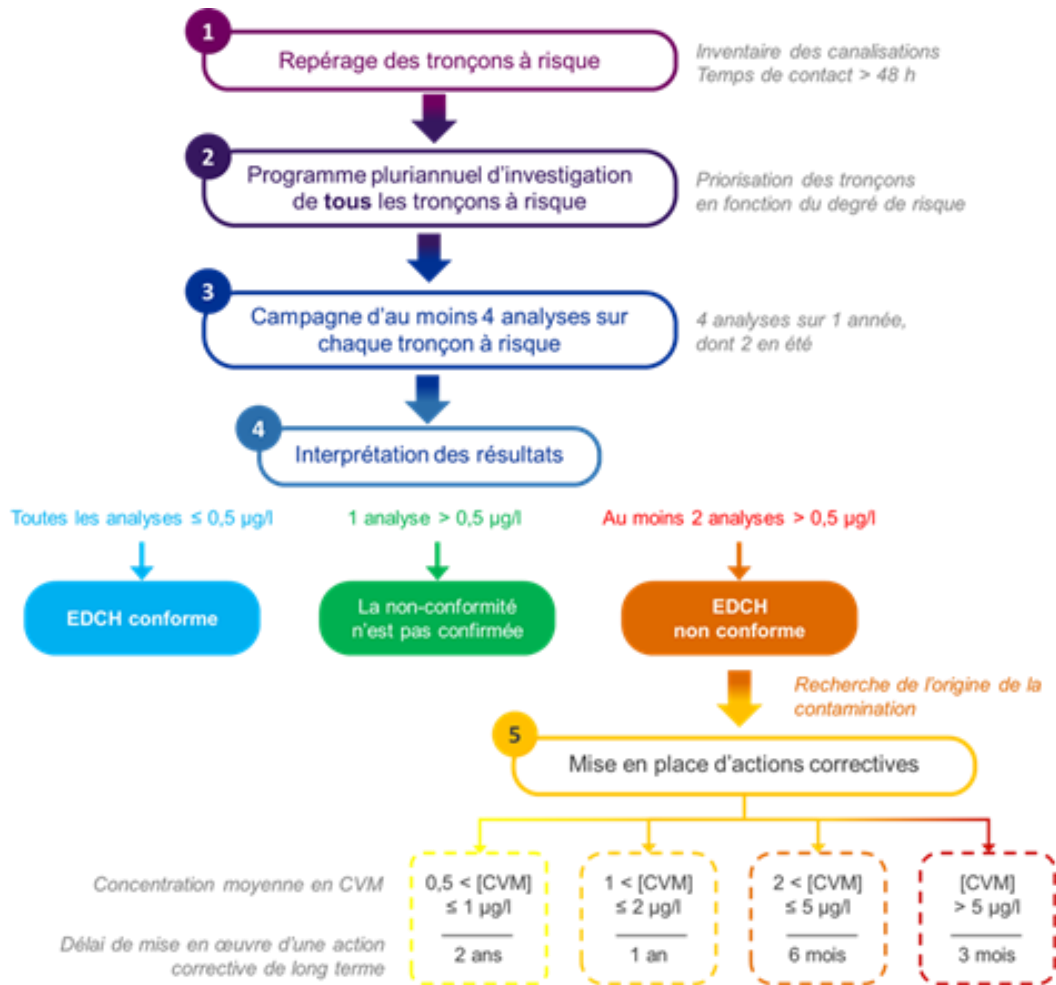 1
Repérage des tronçons à risque
Inventaire des canalisations
Temps de contact > 48 h
2
Programme pluriannuel d'investigation
de tous les tronçons à risque
Priorisation des tronçons
en fonction du degré de risque
3
Campagne d'au moins 4 analyses sur
chaque tronçon à risque
4 analyses sur 1 année,
dont 2 en été
4
Interprétation des résultats
Toutes les analyses ≤ 0,5 µg/l
1 analyse > 0,5 µg/l
Au moins 2 analyses > 0,5 µg/l
EDCH conforme
La non-conformité
n'est pas confirmée
EDCH
non conforme
Recherche de l'origine de la
contamination
5
Mise en place d'actions correctives
Concentration moyenne en CVM
0,5 < [CVM]
≤ 1 µg/l
1 < [CVM]
≤ 2 µg/l
2 < [CVM]
≤ 5 µg/l
[CVM]
> 5 µg/l
Délai de mise en œuvre d'une action
corrective de long terme
2 ans
1 an
6 mois
3 mois